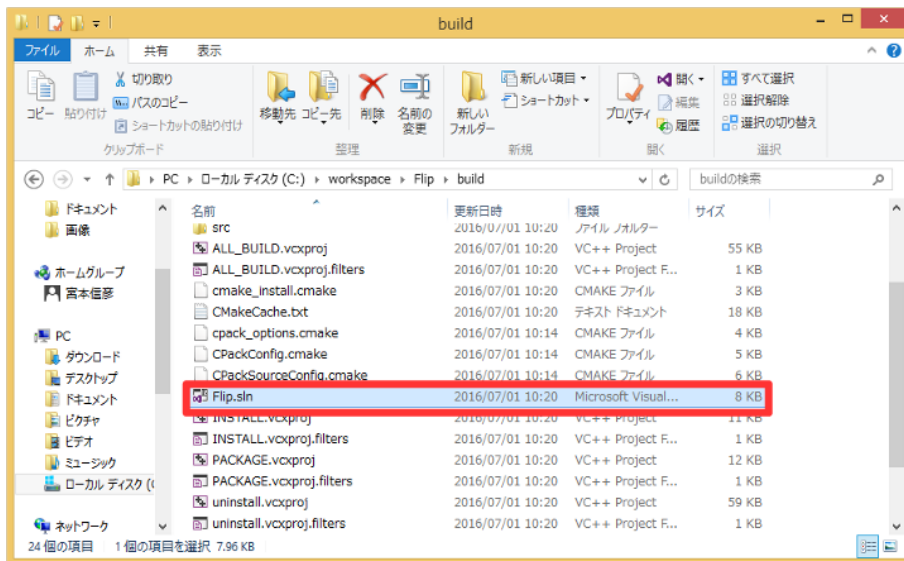 build
ファイル ホーム 共有 表示
コピー 貼り付け 切り取り パスのコピー ショートカットの貼り付け
移動先 コピー先 削除 名前の変更
新しいフォルダー 新しい項目 ショートカット
プロパティ 開く 編集 履歴
すべて選択 選択解除 選択の切り替え
クリップボード 整理 新規 開く 選択
PC ローカル ディスク (C:) workspace Flip build buildの検索
ドキュメント
画像
ホームグループ
宮本信彦
PC
ダウンロード
デスクトップ
ドキュメント
ピクチャ
ビデオ
ミュージック
ローカル ディスク (
ネットワーク
名前 更新日時 種類 サイズ
src 2016/07/01 10:20 ファイル フォルダー
ALL_BUILD.vcxproj 2016/07/01 10:20 VC++ Project 55 KB
ALL_BUILD.vcxproj.filters 2016/07/01 10:20 VC++ Project F... 1 KB
cmake_install.cmake 2016/07/01 10:20 CMAKE ファイル 3 KB
CMakeCache.txt 2016/07/01 10:20 テキスト ドキュメント 18 KB
cpack_options.cmake 2016/07/01 10:14 CMAKE ファイル 4 KB
CPackConfig.cmake 2016/07/01 10:14 CMAKE ファイル 5 KB
CPackSourceConfig.cmake 2016/07/01 10:14 CMAKE ファイル 6 KB
Flip.sln 2016/07/01 10:20 Microsoft Visual... 8 KB
INSTALL.vcxproj 2016/07/01 10:20 VC++ Project 11 KB
INSTALL.vcxproj.filters 2016/07/01 10:20 VC++ Project F... 1 KB
PACKAGE.vcxproj 2016/07/01 10:20 VC++ Project 12 KB
PACKAGE.vcxproj.filters 2016/07/01 10:20 VC++ Project F... 1 KB
uninstall.vcxproj 2016/07/01 10:20 VC++ Project 59 KB
uninstall.vcxproj.filters 2016/07/01 10:20 VC++ Project F... 1 KB
24 個の項目 1 個の項目を選択 7.96 KB